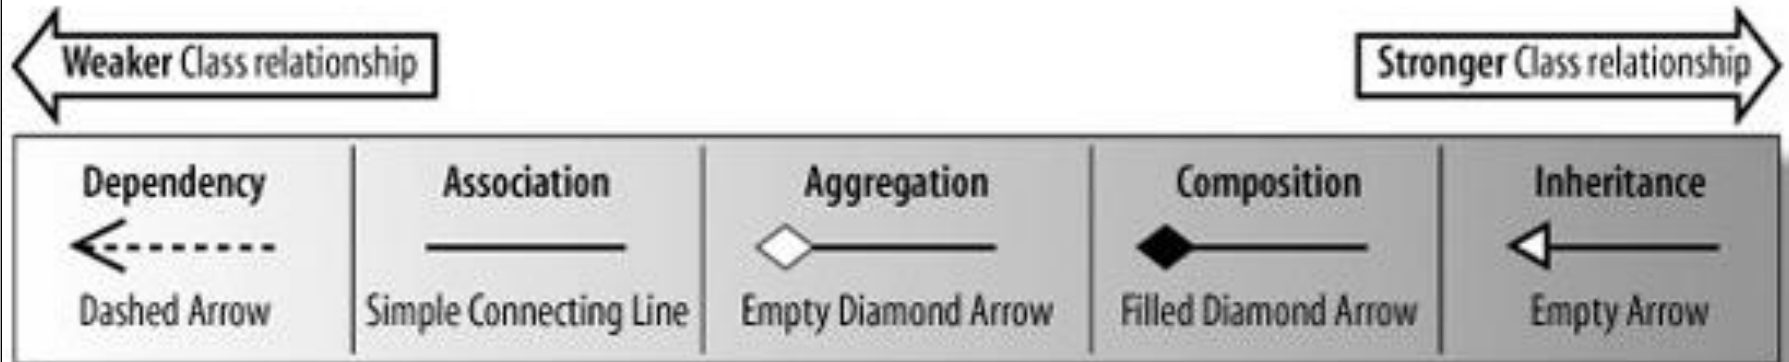 Weaker Class relationship
Stronger Class relationship
Dependency
Association
Aggregation
Composition
Inheritance
Dashed Arrow
Simple Connecting Line
Empty Diamond Arrow
Filled Diamond Arrow
Empty Arrow